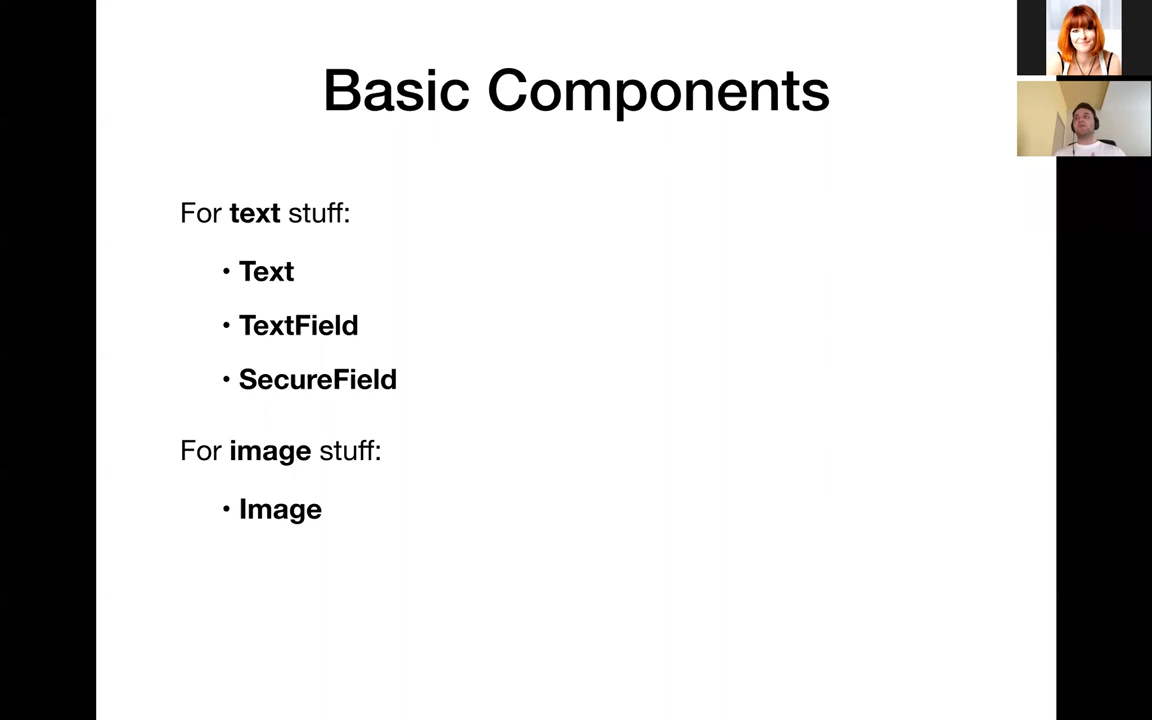 Basic Components
For text stuff:
• Text
• TextField
• SecureField
For image stuff:
• Image